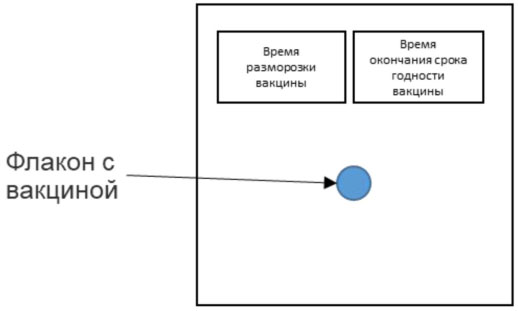 Время
разморозки
вакцины
Время
окончания срока
годности
вакцины
Флакон с
вакциной